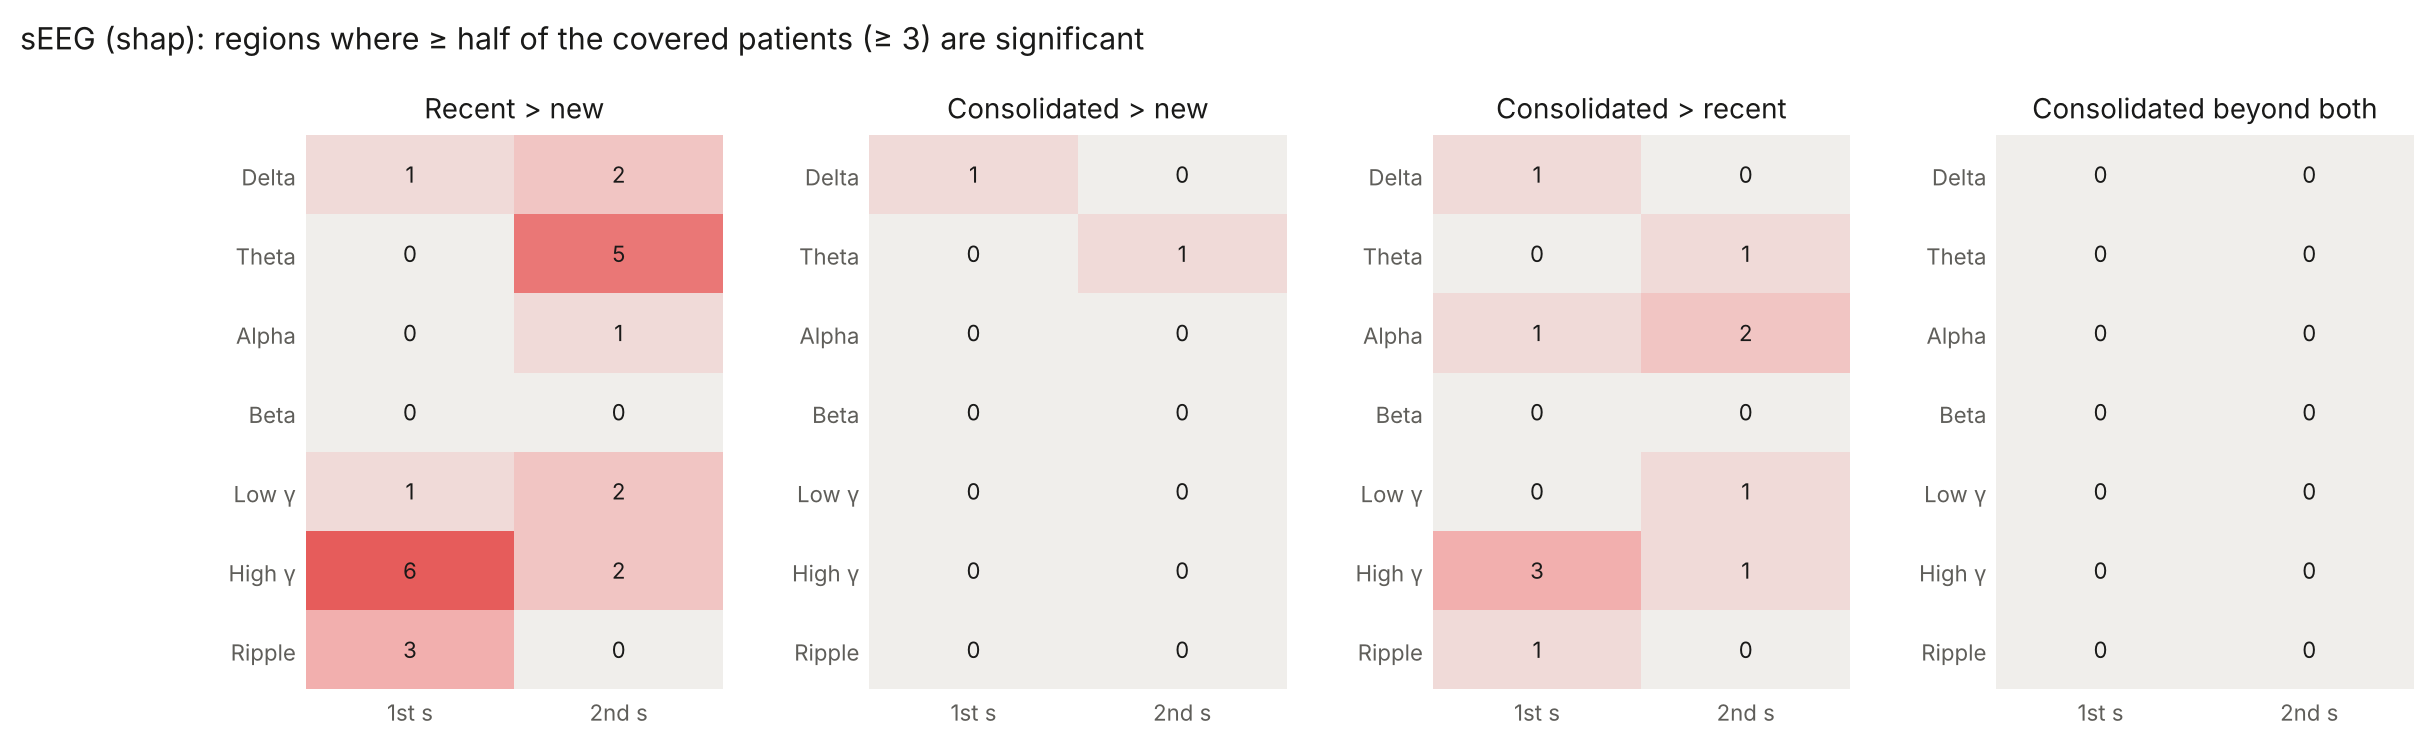 sEEG (shap): regions where ≥ half of the covered patients (≥ 3) are significant
Recent > new
Delta 1 2
Theta 0 5
Alpha 0 1
Beta 0 0
Low γ 1 2
High γ 6 2
Ripple 3 0
1st s 2nd s
Consolidated > new
Delta 1 0
Theta 0 1
Alpha 0 0
Beta 0 0
Low γ 0 0
High γ 0 0
Ripple 0 0
1st s 2nd s
Consolidated > recent
Delta 1 0
Theta 0 1
Alpha 1 2
Beta 0 0
Low γ 0 1
High γ 3 1
Ripple 1 0
1st s 2nd s
Consolidated beyond both
Delta 0 0
Theta 0 0
Alpha 0 0
Beta 0 0
Low γ 0 0
High γ 0 0
Ripple 0 0
1st s 2nd s